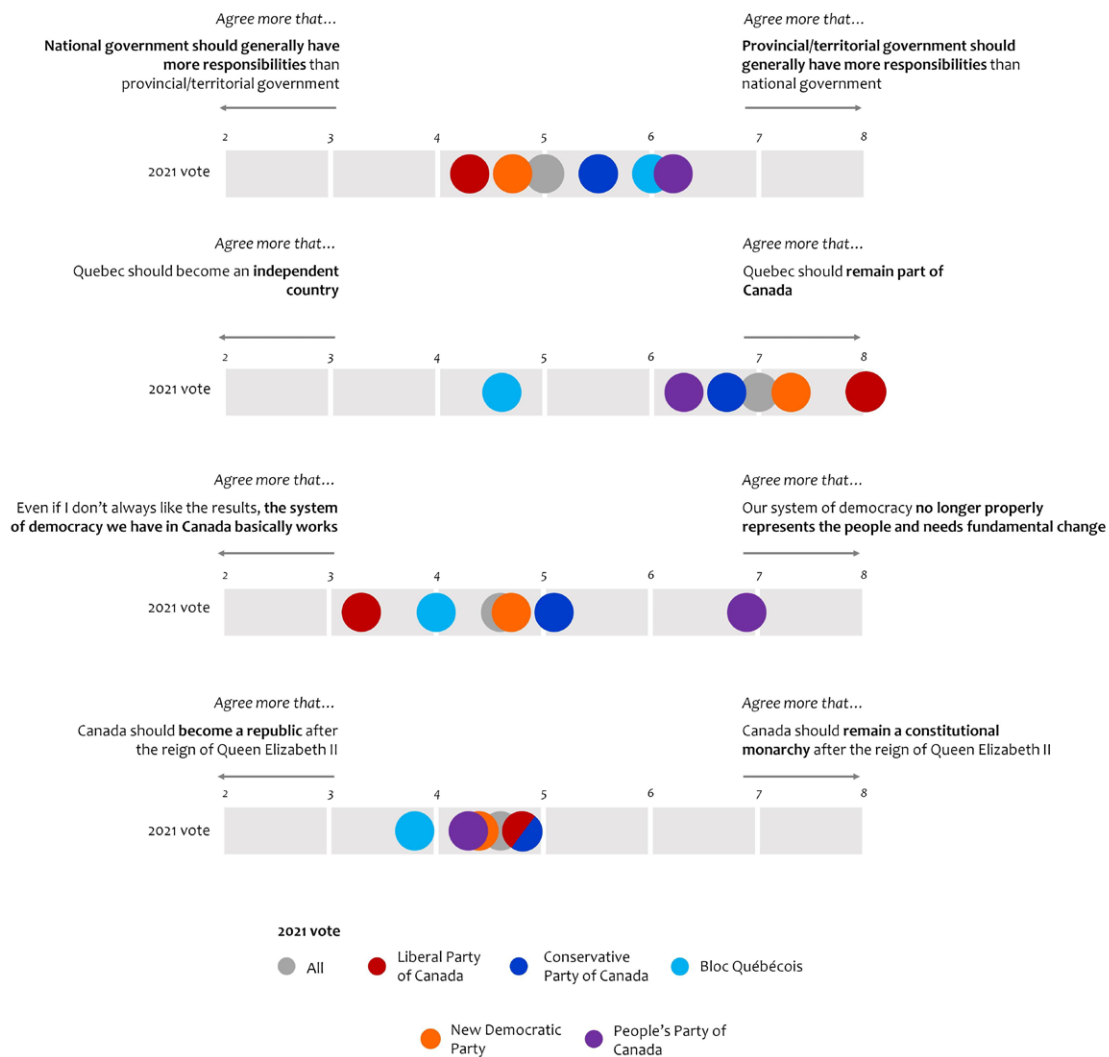 Agree more that...
National government should generally have
more responsibilities than
provincial/territorial government
Agree more that...
Provincial/territorial government should
generally have more responsibilities than
national government
2 3 4 5 6 7 8
2021 vote
Agree more that...
Quebec should become an independent
country
Agree more that...
Quebec should remain part of
Canada
2 3 4 5 6 7 8
2021 vote
Agree more that...
Even if I don't always like the results, the system
of democracy we have in Canada basically works
Agree more that...
Our system of democracy no longer properly
represents the people and needs fundamental change
2 3 4 5 6 7 8
2021 vote
Agree more that...
Canada should become a republic after
the reign of Queen Elizabeth II
Agree more that...
Canada should remain a constitutional
monarchy after the reign of Queen Elizabeth II
2 3 4 5 6 7 8
2021 vote
2021 vote
All
Liberal Party
of Canada
Conservative
Party of Canada
Bloc Québécois
New Democratic
Party
People's Party of
Canada